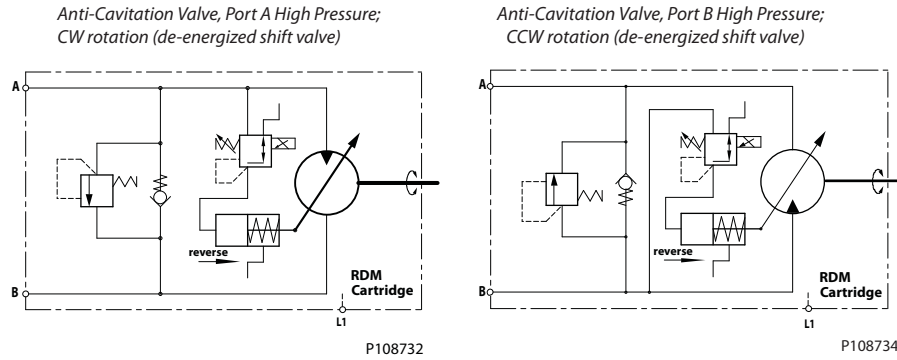 Anti-Cavitation Valve, Port A High Pressure;
CW rotation (de-energized shift valve)
A
reverse
B
RDM
Cartridge
L1
P108732
Anti-Cavitation Valve, Port B High Pressure;
CCW rotation (de-energized shift valve)
A
reverse
B
RDM
Cartridge
L1
P108734